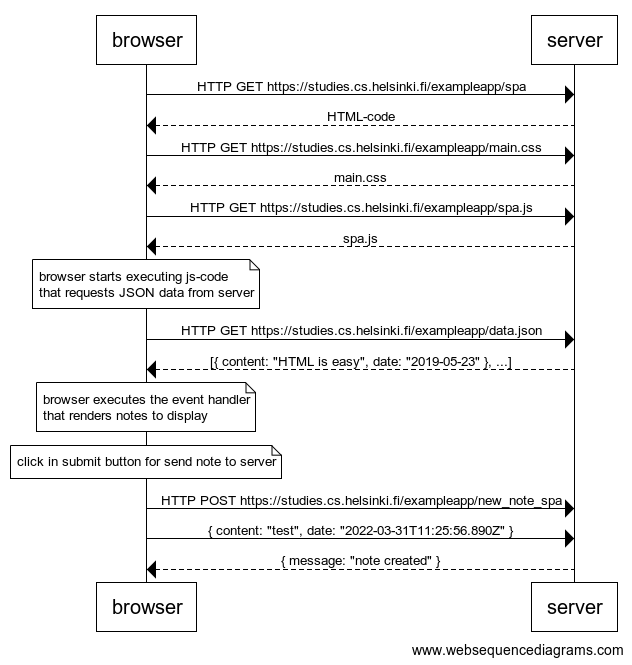 browser
server
HTTP GET https://studies.cs.helsinki.fi/exampleapp/spa
HTML-code
HTTP GET https://studies.cs.helsinki.fi/exampleapp/main.css
main.css
HTTP GET https://studies.cs.helsinki.fi/exampleapp/spa.js
spa.js
browser starts executing js-code
that requests JSON data from server
HTTP GET https://studies.cs.helsinki.fi/exampleapp/data.json
[{ content: "HTML is easy", date: "2019-05-23" }, ...]
browser executes the event handler
that renders notes to display
click in submit button for send note to server
HTTP POST https://studies.cs.helsinki.fi/exampleapp/new_note_spa
{ content: "test", date: "2022-03-31T11:25:56.890Z" }
{ message: "note created" }
browser
server
www.websequencediagrams.com